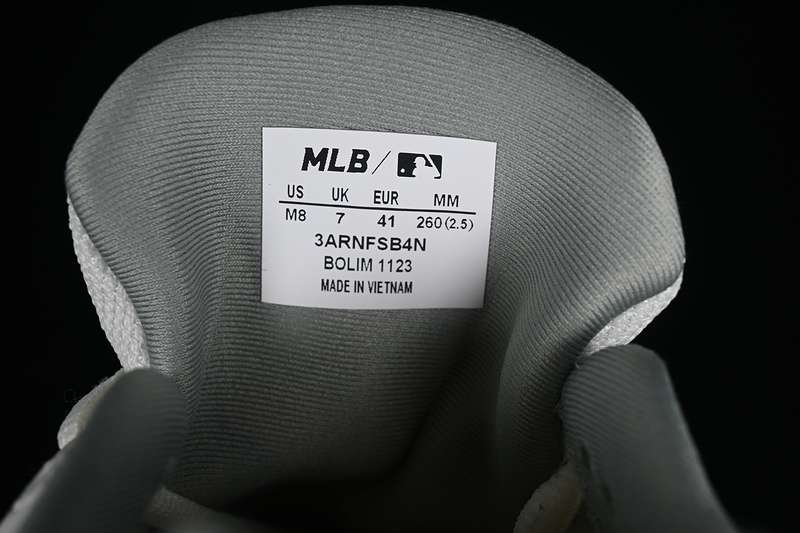 MLB/
US UK EUR MM
M8 7 41 260(2.5)
3ARNFSB4N
BOLIM 1123
MADE IN VIETNAM